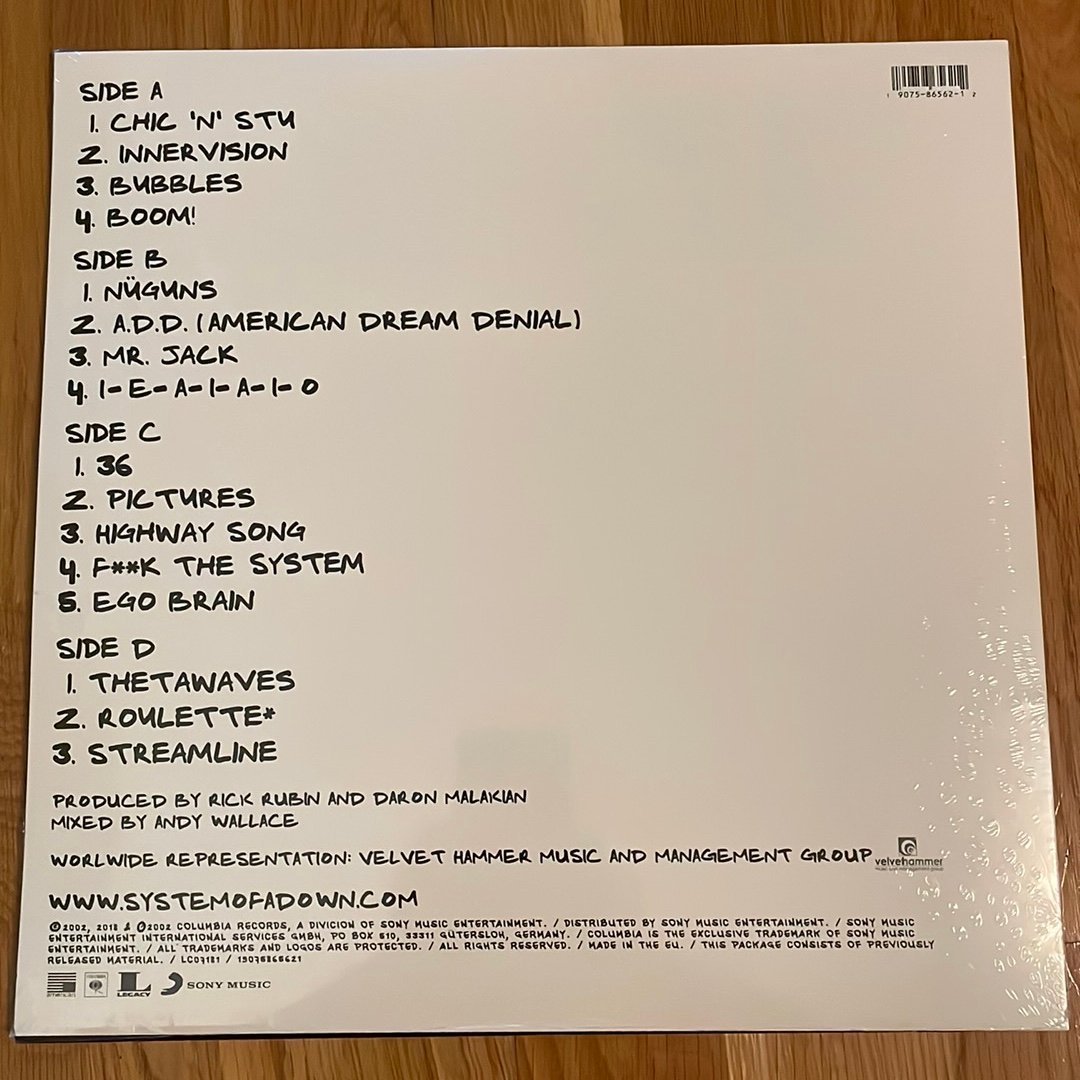 SIDE A
1. CHIC 'N' STU
2. INNERVISION
3. BUBBLES
4. BOOM!
SIDE B
1. NÜGUNS
2. A.D.D. (AMERICAN DREAM DENIAL)
3. MR. JACK
4. I-E-A-I-A-I-O
SIDE C
1. 36
2. PICTURES
3. HIGHWAY SONG
4. F**K THE SYSTEM
5. EGO BRAIN
SIDE D
1. THETAWAVES
2. ROULETTE*
3. STREAMLINE
PRODUCED BY RICK RUBIN AND DARON MALAKIAN
MIXED BY ANDY WALLACE
WORLWIDE REPRESENTATION: VELVET HAMMER MUSIC AND MANAGEMENT GROUP
velvethammer
WWW.SYSTEMOFADOWN.COM
©2002, 2018 & ℗2002 COLUMBIA RECORDS, A DIVICION OF SONY MUSIC ENTERTAINMENT. / DISTRIBUTED BY SONY MUSIC ENTERTAINMENT. / SONY MUSIC
ENTERTAINMENT INTERNATIONAL SERVICES GMBH, PO BOX 510, 33311 GÜTERSLOH, GERMANY. / COLUMBIA IS THE EXCLUSIVE TRADEMARK OF SONY MUSIC
ENTERTAINMENT. / ALL TRADEMARKS AND LOGOS ARE PROTECTED. / ALL RIGHTS RESERVED. / MADE IN THE EU. / THIS PACKAGE CONSISTS OF PREVIOUSLY
RELEASED MATERIAL. / LC07181 / 19075865621
american
L LEGACY
SONY MUSIC
1 9075-86562-1 2